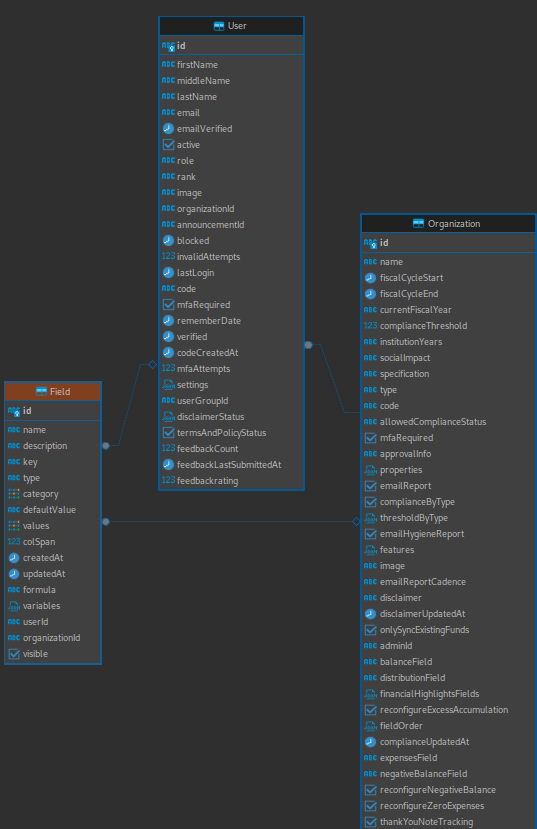 User
id
firstName
middleName
lastName
email
emailVerified
active
role
rank
image
organizationId
announcementId
blocked
invalidAttempts
lastLogin
code
mfaRequired
rememberDate
verified
codeCreatedAt
mfaAttempts
settings
userGroupId
disclaimerStatus
termsAndPolicyStatus
feedbackCount
feedbackLastSubmittedAt
feedbackrating
Organization
id
name
fiscalCycleStart
fiscalCycleEnd
currentFiscalYear
complianceThreshold
institutionYears
socialImpact
specification
type
code
allowedComplianceStatus
mfaRequired
approvalInfo
properties
emailReport
complianceByType
thresholdByType
emailHygieneReport
features
image
emailReportCadence
disclaimer
disclaimerUpdatedAt
onlySyncExistingFunds
adminId
balanceField
distributionField
financialHighlightsFields
reconfigureExcessAccumulation
fieldOrder
complianceUpdatedAt
expensesField
negativeBalanceField
reconfigureNegativeBalance
reconfigureZeroExpenses
thankYouNoteTracking
Field
id
name
description
key
type
category
defaultValue
values
colSpan
createdAt
updatedAt
formula
variables
userId
organizationId
visible